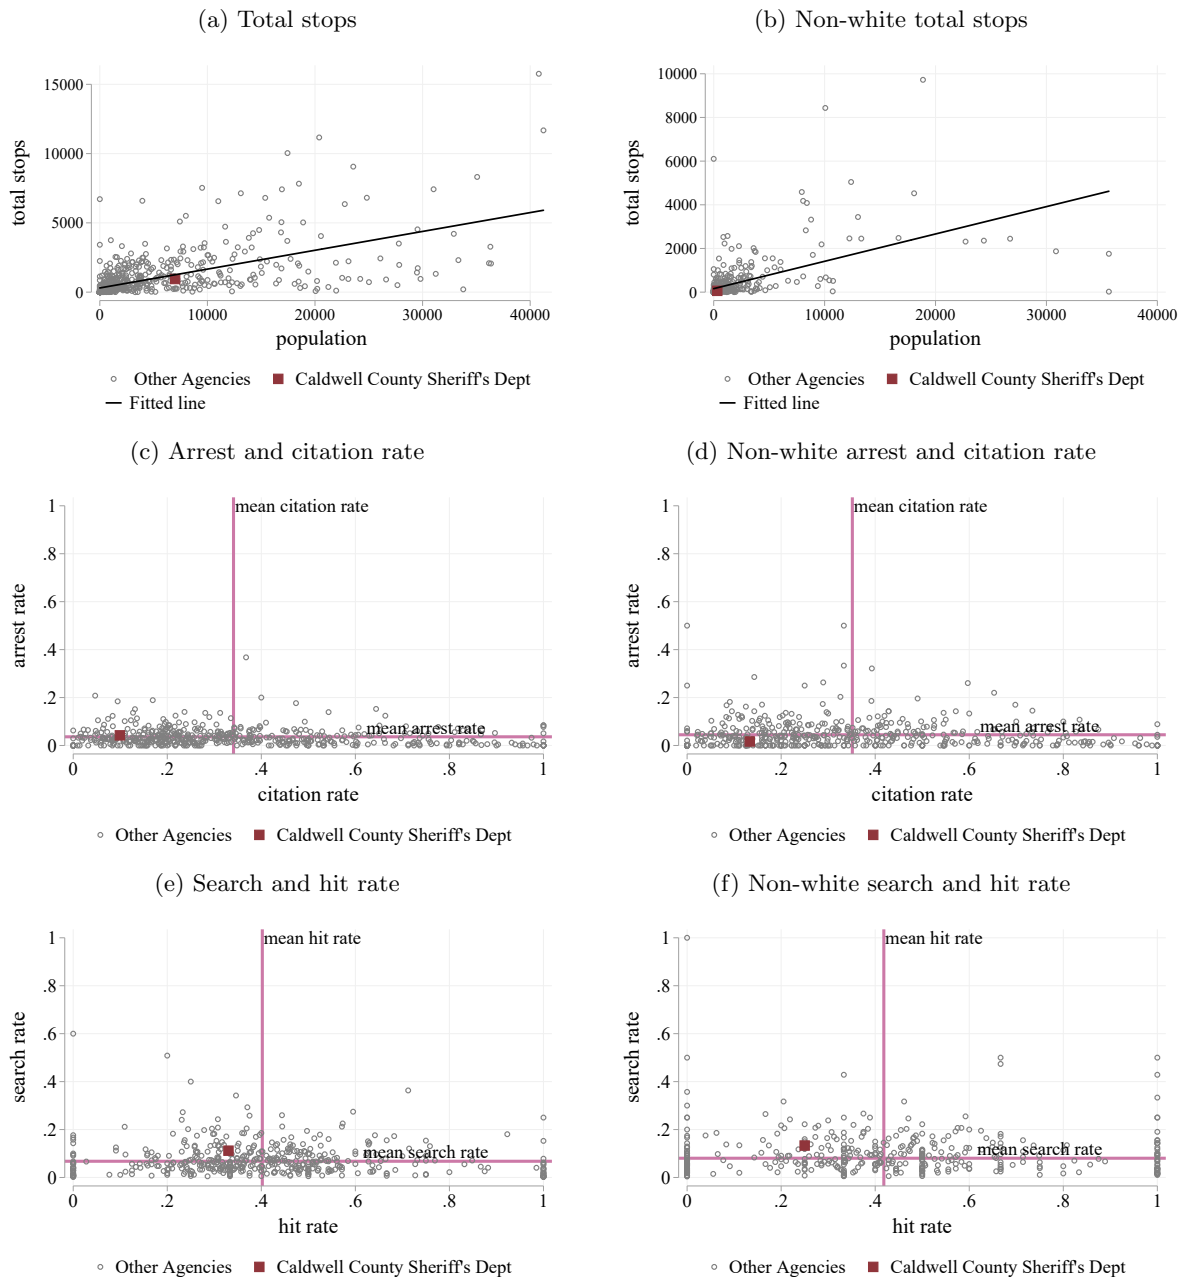 (a) Total stops
total stops
15000
10000
5000
0
0 10000 20000 30000 40000
population
Other Agencies Caldwell County Sheriff's Dept
Fitted line
(b) Non-white total stops
total stops
10000
8000
6000
4000
2000
0
0 10000 20000 30000 40000
population
Other Agencies Caldwell County Sheriff's Dept
Fitted line
(c) Arrest and citation rate
mean citation rate
arrest rate
1
.8
.6
.4
.2
0
mean arrest rate
0 .2 .4 .6 .8 1
citation rate
Other Agencies Caldwell County Sheriff's Dept
(d) Non-white arrest and citation rate
mean citation rate
arrest rate
1
.8
.6
.4
.2
0
mean arrest rate
0 .2 .4 .6 .8 1
citation rate
Other Agencies Caldwell County Sheriff's Dept
(e) Search and hit rate
mean hit rate
search rate
1
.8
.6
.4
.2
0
mean search rate
0 .2 .4 .6 .8 1
hit rate
Other Agencies Caldwell County Sheriff's Dept
(f) Non-white search and hit rate
mean hit rate
search rate
1
.8
.6
.4
.2
0
mean search rate
0 .2 .4 .6 .8 1
hit rate
Other Agencies Caldwell County Sheriff's Dept